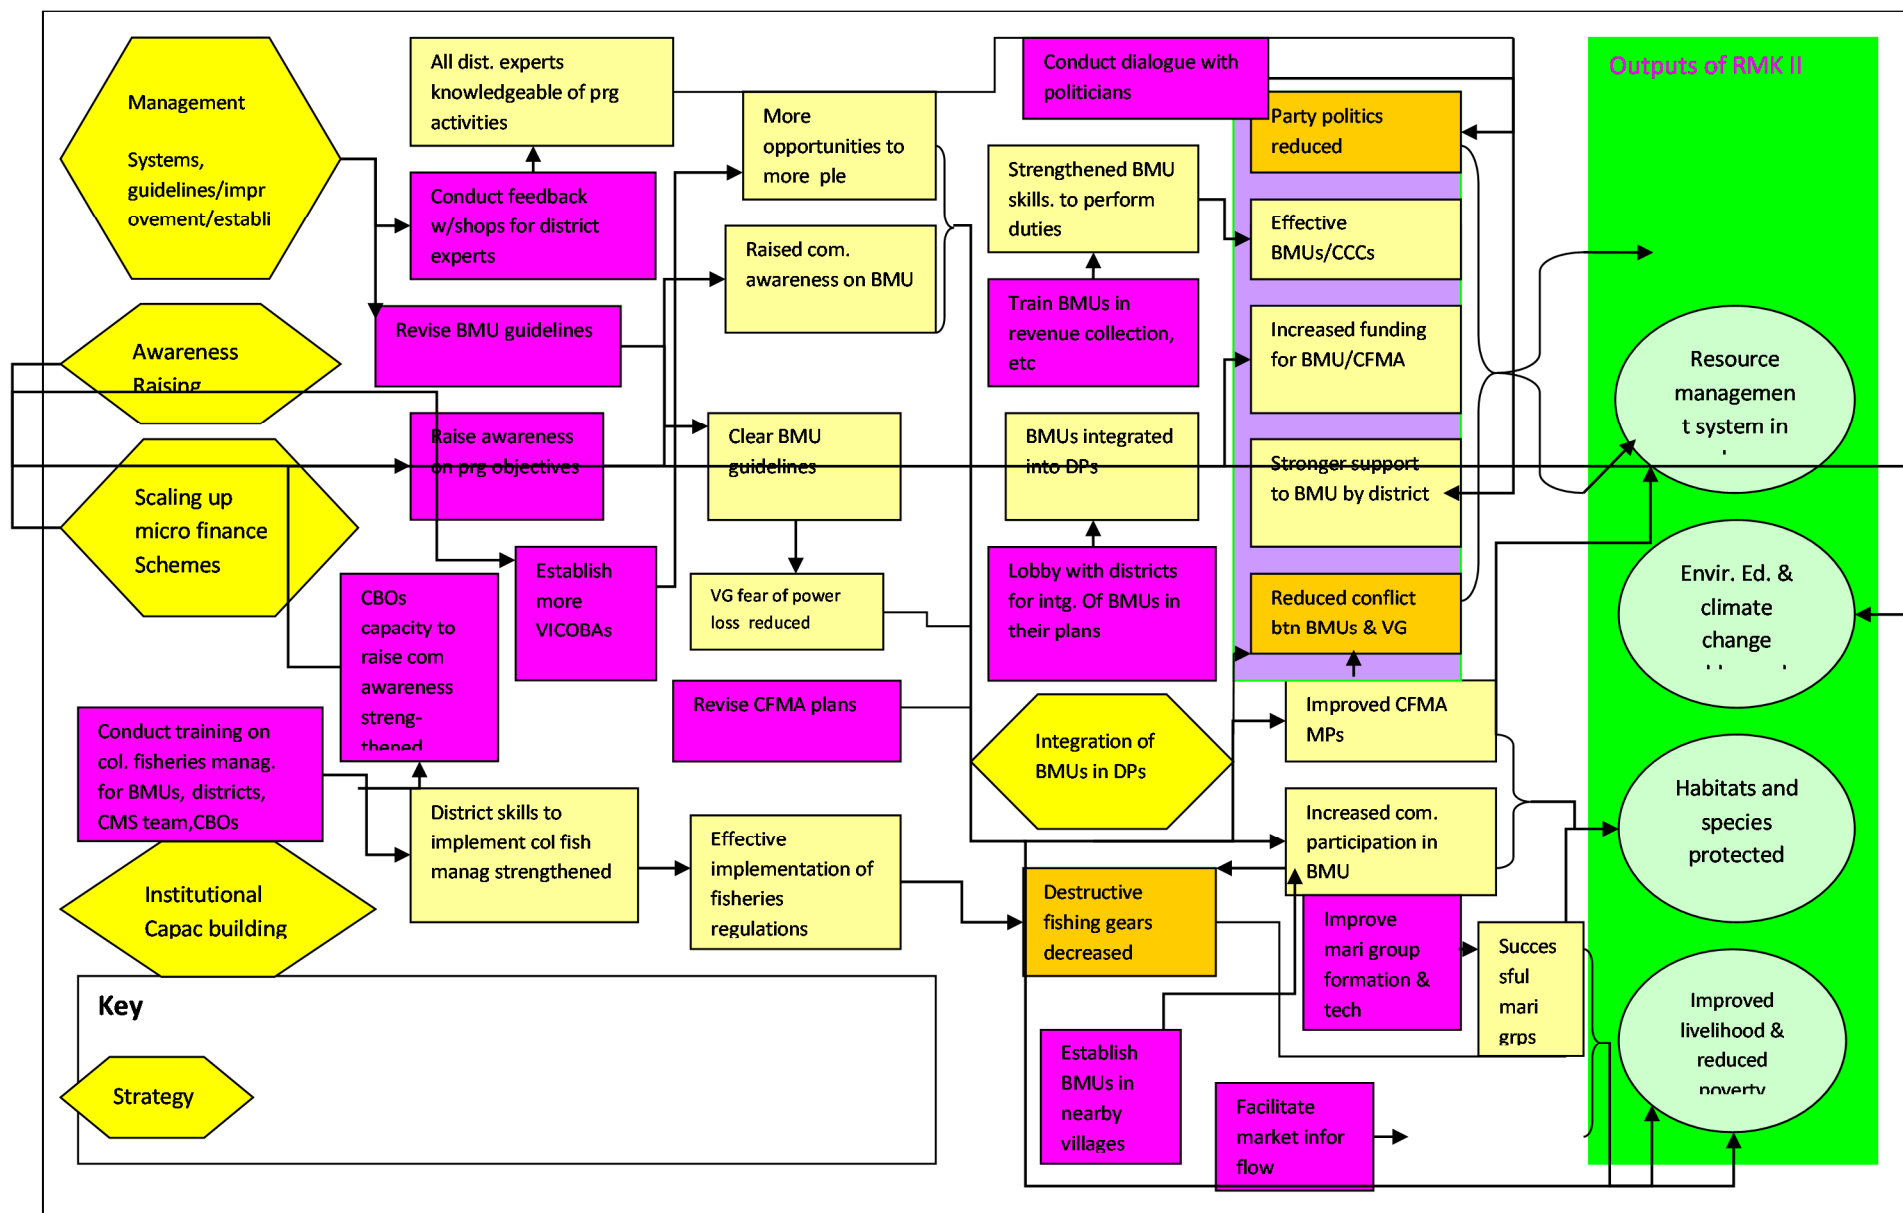 Outputs of RMK II
Management
Systems,
guidelines/impr
ovement/establi
All dist. experts
knowledgeable of prg
activities
Conduct feedback
w/shops for district
experts
More
opportunities to
more ple
Conduct dialogue with
politicians
Party politics
reduced
Strengthened BMU
skills. to perform
duties
Effective
BMUs/CCCs
Raised com.
awareness on BMU
Train BMUs in
revenue collection,
etc
Increased funding
for BMU/CFMA
Revise BMU guidelines
Awareness
Raising
Resource
managemen
t system in
Raise awareness
on prg objectives
Clear BMU
guidelines
BMUs integrated
into DPs
Stronger support
to BMU by district
Scaling up
micro finance
Schemes
Establish
more
VICOBAs
CBOs
capacity to
raise com
awareness
streng-
thened
VG fear of power
loss reduced
Lobby with districts
for intg. Of BMUs in
their plans
Reduced conflict
btn BMUs & VG
Envir. Ed. &
climate
change
Revise CFMA plans
Integration of
BMUs in DPs
Improved CFMA
MPs
Conduct training on
col. fisheries manag.
for BMUs, districts,
CMS team,CBOs
District skills to
implement col fish
manag strengthened
Effective
implementation of
fisheries
regulations
Increased com.
participation in
BMU
Habitats and
species
protected
Institutional
Capac building
Destructive
fishing gears
decreased
Improve
mari group
formation &
tech
Succes
sful
mari
grps
Improved
livelihood &
reduced
poverty
Establish
BMUs in
nearby
villages
Facilitate
market infor
flow
Key
Strategy